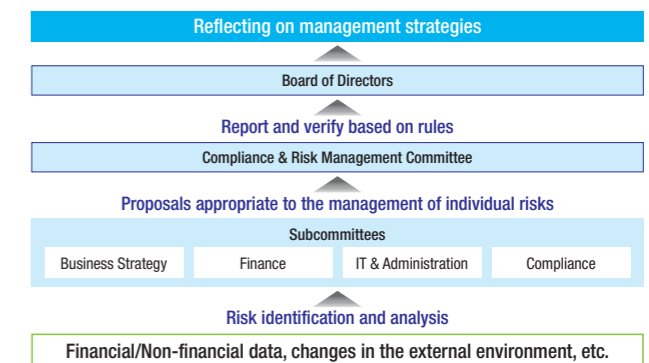 Reflecting on management strategies
Board of Directors
Report and verify based on rules
Compliance & Risk Management Committee
Proposals appropriate to the management of individual risks
Subcommittees
Business Strategy
Finance
IT & Administration
Compliance
Risk identification and analysis
Financial/Non-financial data, changes in the external environment, etc.